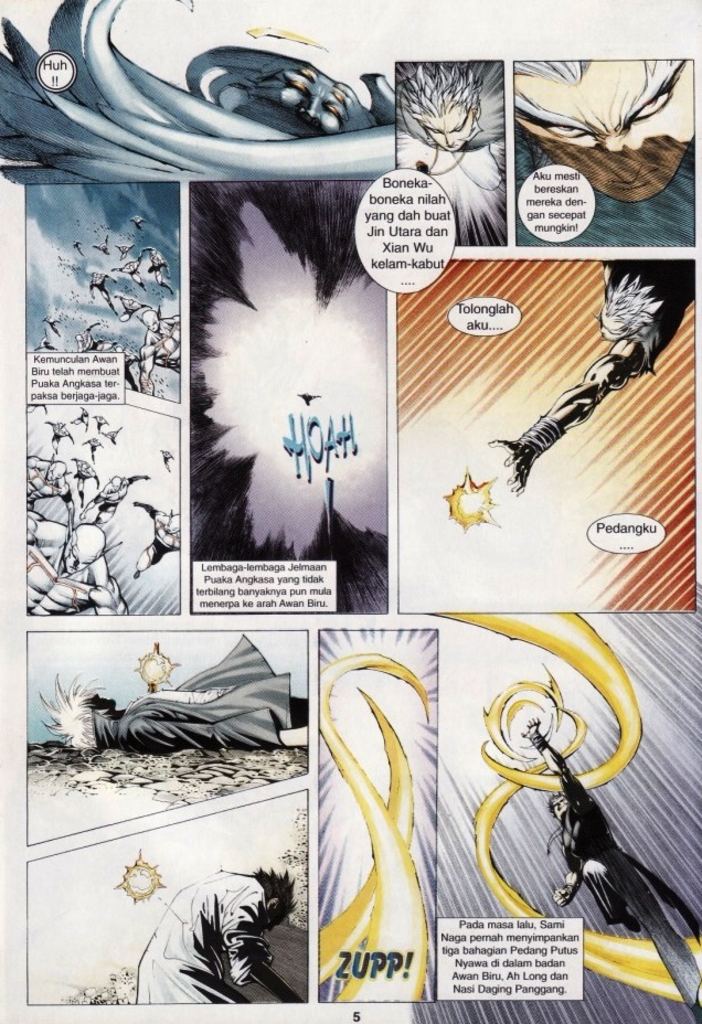 Huh
!!
Boneka-
boneka nilah
yang dah buat
Jin Utara dan
Xian Wu
kelam-kabut
....
Aku mesti
bereskan
mereka den-
gan secepat
mungkin!
Kemunculan Awan
Biru telah membuat
Puaka Angkasa ter-
paksa berjaga-jaga.
HOAH
!
Lembaga-lembaga Jelmaan
Puaka Angkasa yang tidak
terbilang banyaknya pun mula
menerpa ke arah Awan Biru.
Tolonglah
aku....
Pedangku
....
ZUPP!
Pada masa lalu, Sami
Naga pernah menyimpankan
tiga bahagian Pedang Putus
Nyawa di dalam badan
Awan Biru, Ah Long dan
Nasi Daging Panggang.
5